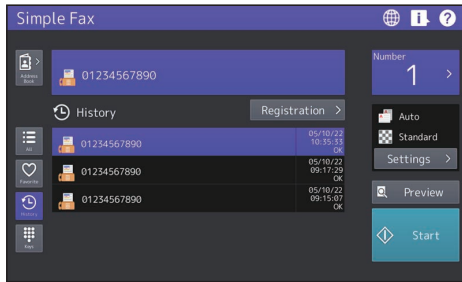 Simple Fax
Address
Book
01234567890
Number
1
History
Registration
All
Favorite
History
Keys
01234567890
05/10/22
10:35:33
OK
01234567890
05/10/22
09:17:29
OK
01234567890
05/10/22
09:15:07
OK
Auto
Standard
Settings
Preview
Start